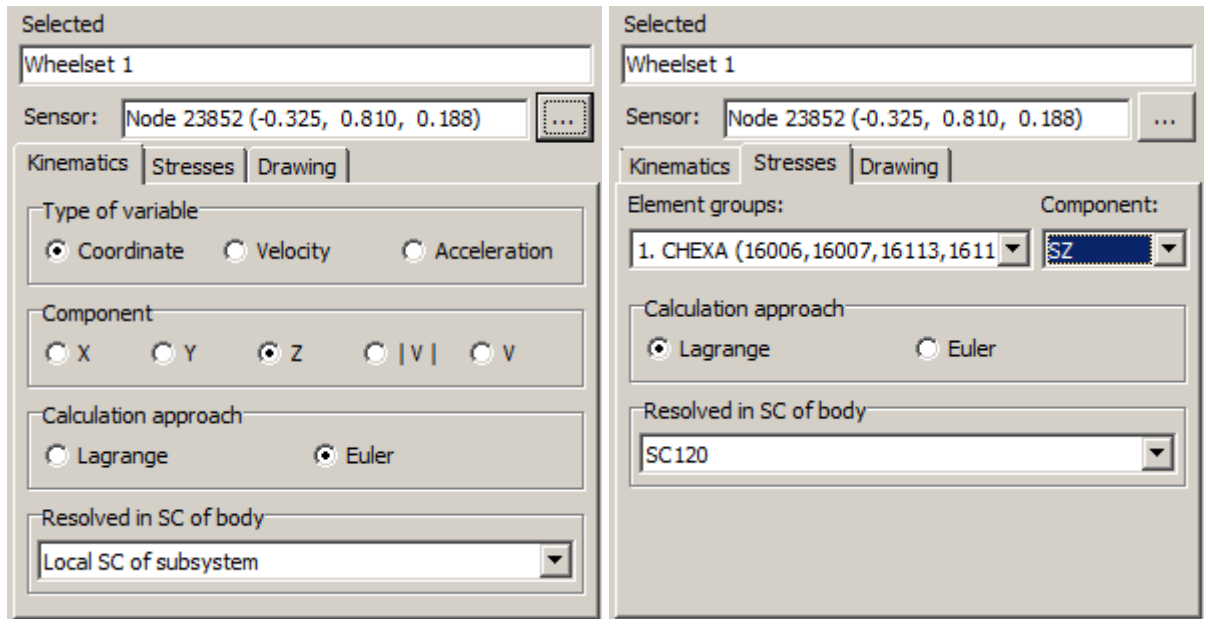 Selected
Wheelset 1
Sensor: Node 23852 (-0.325, 0.810, 0.188) ...
Kinematics Stresses Drawing
Type of variable
Coordinate Velocity Acceleration
Component
X Y Z |V| V
Calculation approach
Lagrange Euler
Resolved in SC of body
Local SC of subsystem
Selected
Wheelset 1
Sensor: Node 23852 (-0.325, 0.810, 0.188) ...
Kinematics Stresses Drawing
Element groups: Component:
1. CHEXA (16006,16007,16113,1611 SZ
Calculation approach
Lagrange Euler
Resolved in SC of body
SC120